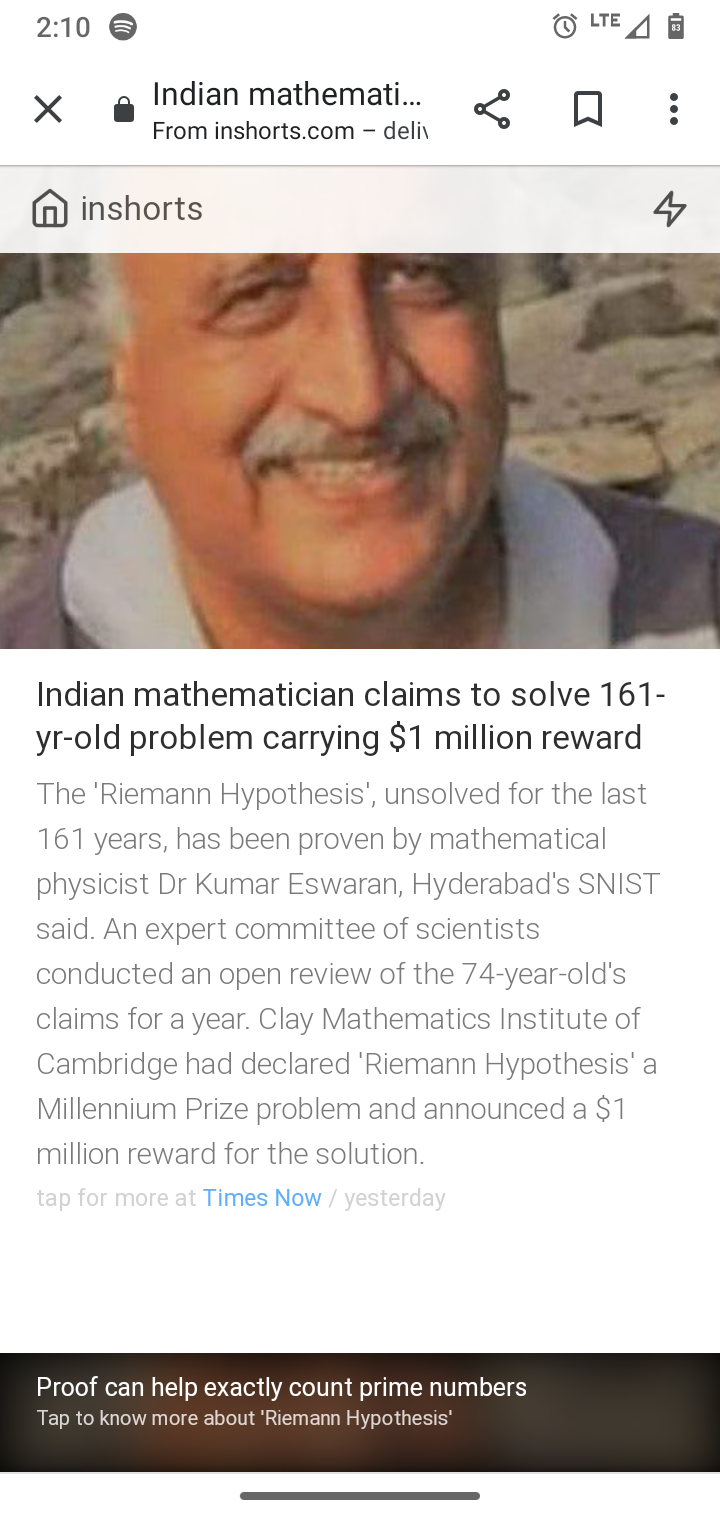 2:10
LTE
83
Indian mathemati...
From inshorts.com – deliv
inshorts
Indian mathematician claims to solve 161-
yr-old problem carrying $1 million reward
The 'Riemann Hypothesis', unsolved for the last
161 years, has been proven by mathematical
physicist Dr Kumar Eswaran, Hyderabad's SNIST
said. An expert committee of scientists
conducted an open review of the 74-year-old's
claims for a year. Clay Mathematics Institute of
Cambridge had declared 'Riemann Hypothesis' a
Millennium Prize problem and announced a $1
million reward for the solution.
tap for more at Times Now / yesterday
Proof can help exactly count prime numbers
Tap to know more about 'Riemann Hypothesis'